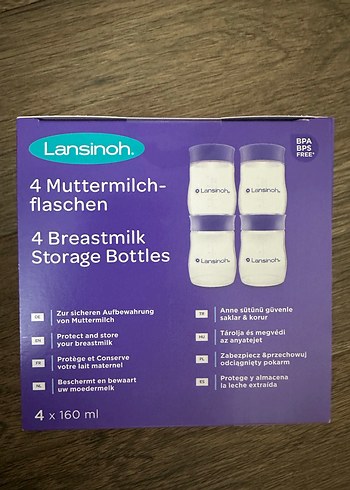 Lansinoh®
BPA
BPS
FREE*
4 Muttermilch-
flaschen
4 Breastmilk
Storage Bottles
Lansinoh®
Lansinoh®
Lansinoh®
Lansinoh®
DE
Zur sicheren Aufbewahrung
von Muttermilch
EN
Protect and store
your breastmilk
FR
Protège et Conserve
votre lait maternel
NL
Beschermt en bewaart
uw moedermelk
TR
Anne sütünü güvenle
saklar & korur
HU
Tárolja és megvédi
az anyatejet
PL
Zabezpiecz &przechowuj
odciągnięty pokarm
ES
Protege y almacena
la leche extraída
4 x 160 ml